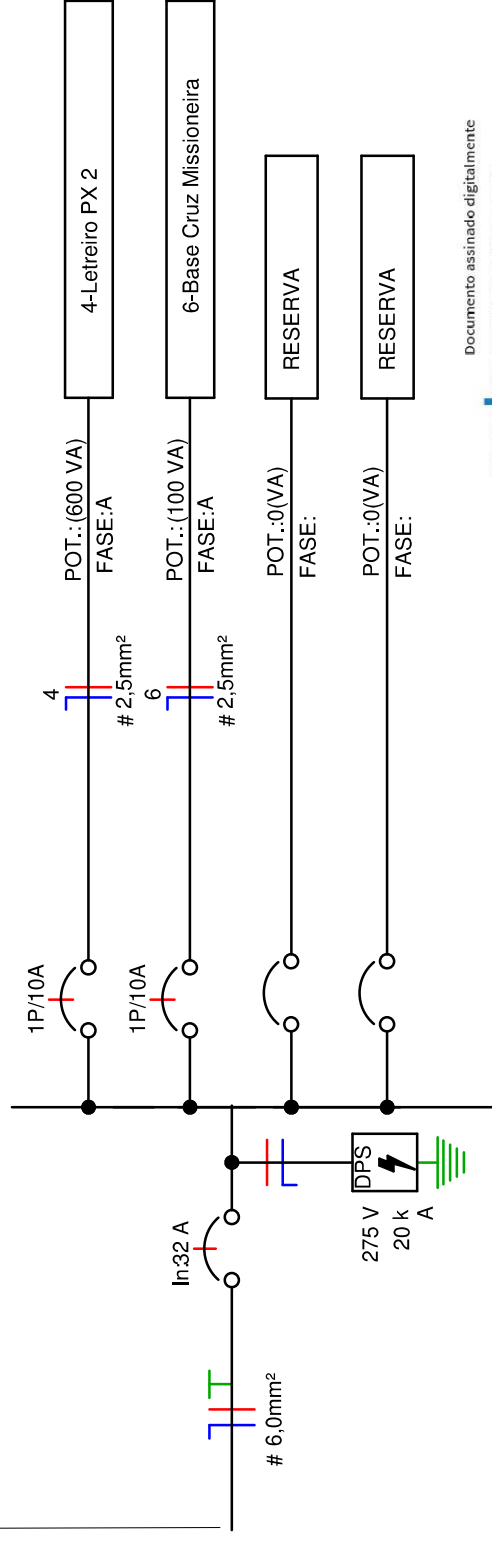 4-Letreiro PX 2
POT.: (600 VA)
FASE:A
4
# 2,5mm²
1P/10A
6-Base Cruz Missioneira
POT.: (100 VA)
FASE:A
6
# 2,5mm²
1P/10A
RESERVA
POT.:0(VA)
FASE:
RESERVA
POT.:0(VA)
FASE:
In:32 A
# 6,0mm²
DPS
275 V
20 k
A
Documento assinado digitalmente